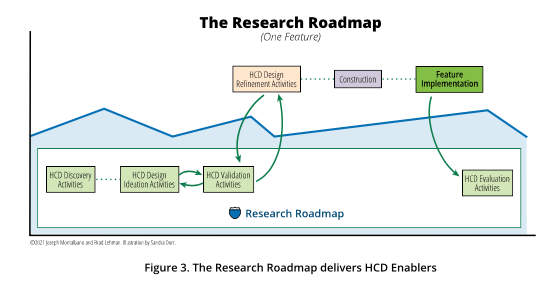 The Research Roadmap
(One Feature)
HCD Design
Refinement Activities
Construction
Feature
Implementation
HCD Discovery
Activities
HCD Design
Ideation Activities
HCD Validation
Activities
HCD Evaluation
Activities
Research Roadmap
©2021 Joseph Montalbano and Brad Lehman. Illustration by Sandra Dorr.
Figure 3. The Research Roadmap delivers HCD Enablers